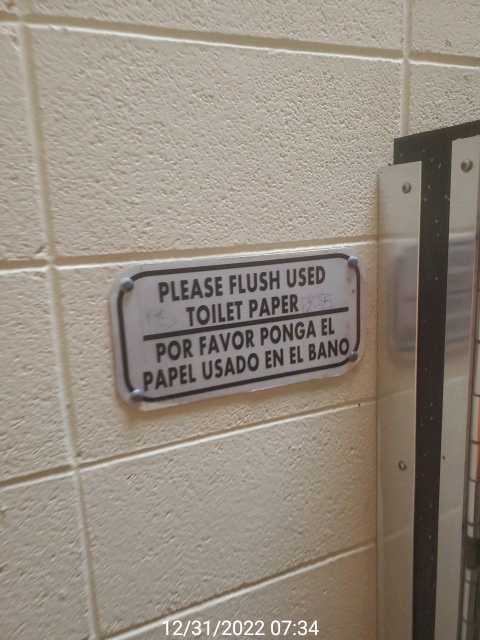 PLEASE FLUSH USED
TOILET PAPER
POR FAVOR PONGA EL
PAPEL USADO EN EL BANO
12/31/2022 07:34